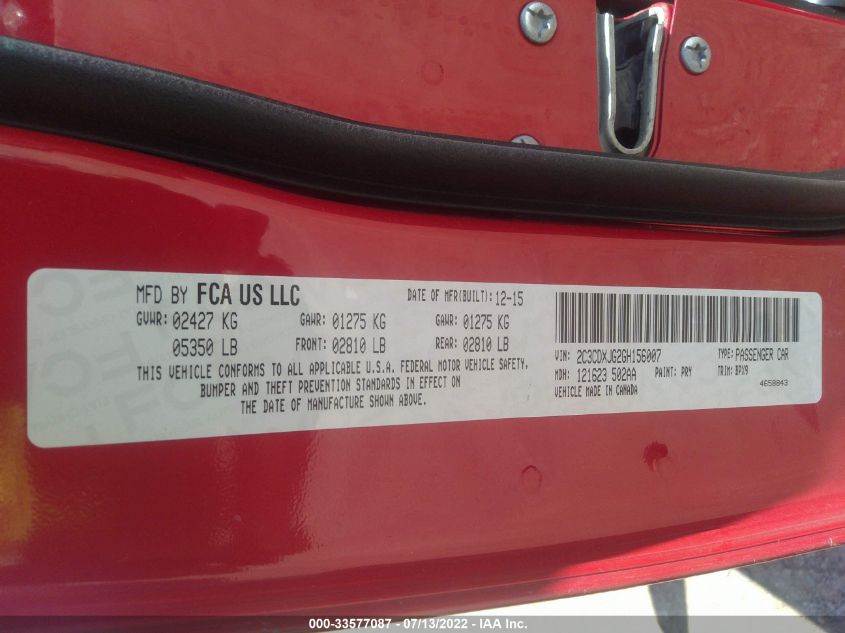 MFD BY FCA US LLC DATE OF MFR(BUILT): 12-15
GVWR: 02427 KG GAWR: 01275 KG GAWR: 01275 KG
05350 LB FRONT: 02810 LB REAR: 02810 LB
THIS VEHICLE CONFORMS TO ALL APPLICABLE U.S.A. FEDERAL MOTOR VEHICLE SAFETY,
BUMPER AND THEFT PREVENTION STANDARDS IN EFFECT ON
THE DATE OF MANUFACTURE SHOWN ABOVE.
VIN: 2C3CDXJG2GH156007 TYPE: PASSENGER CAR
MDH: 121623 502AA PAINT: PRY TRIM: BPX9
VEHICLE MADE IN CANADA 4658843
000-33577087 - 07/13/2022 - IAA Inc.